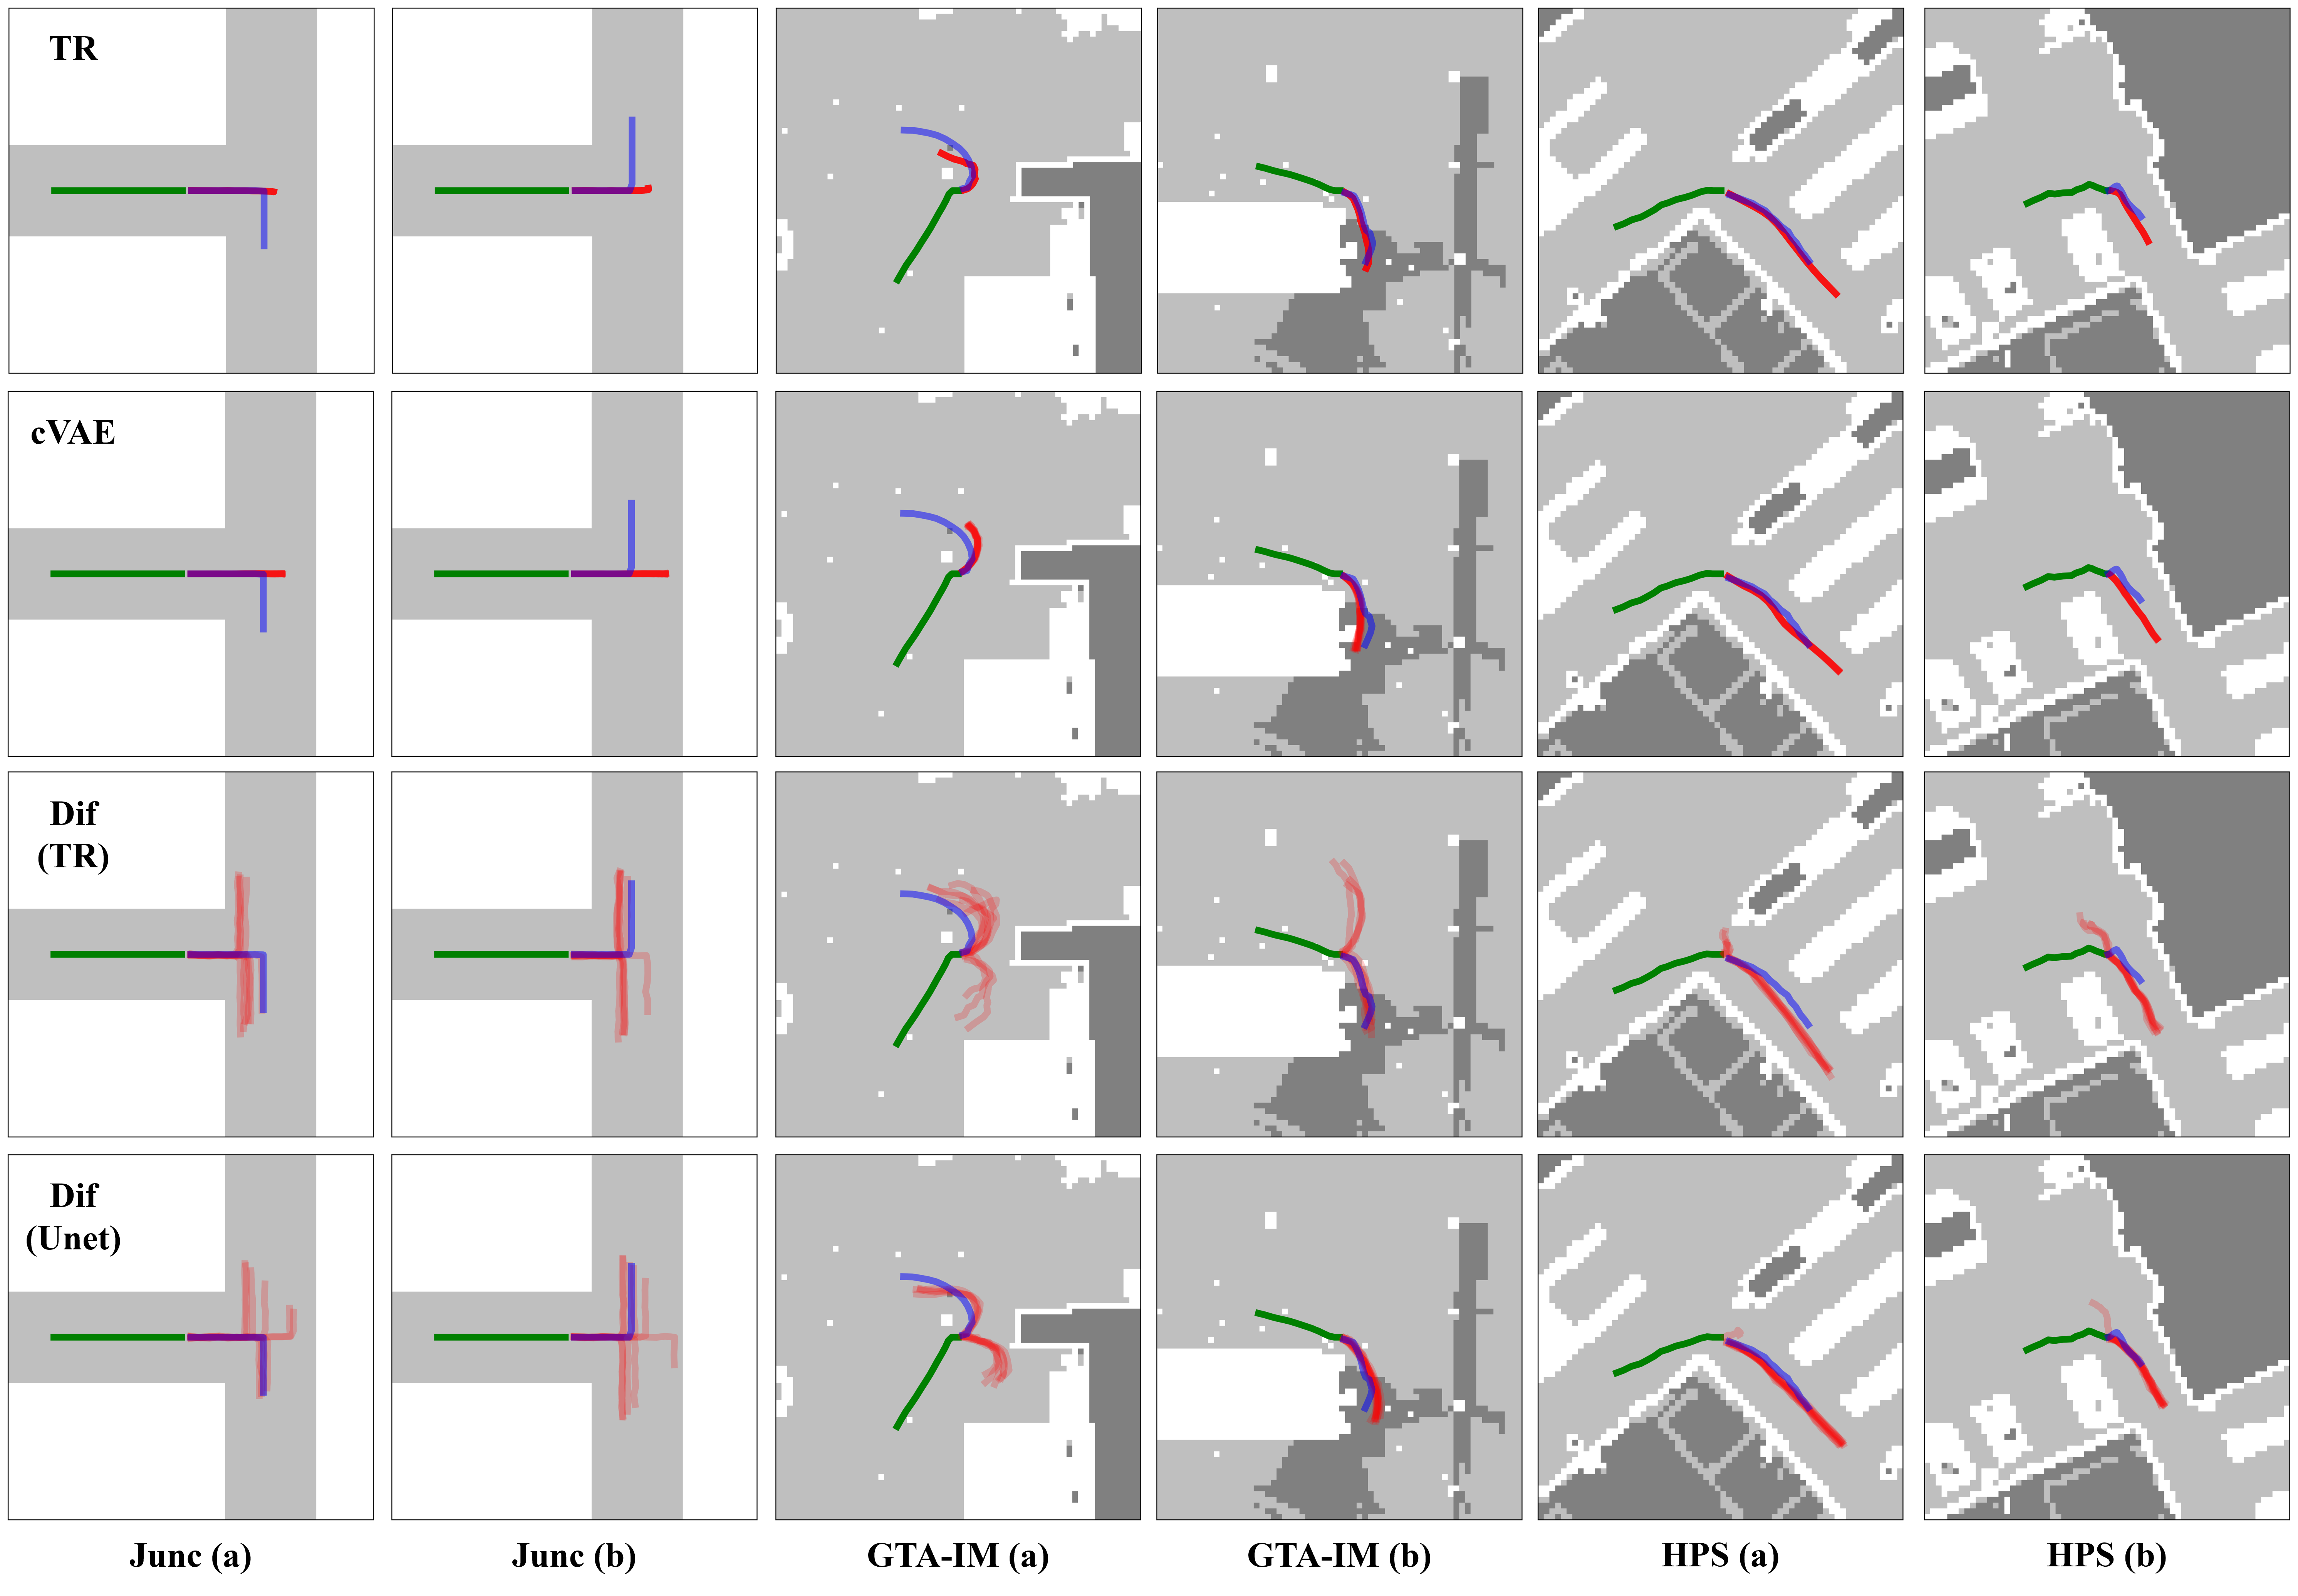 TR
cVAE
Dif
(TR)
Dif
(Unet)
Junc (a)
Junc (b)
GTA-IM (a)
GTA-IM (b)
HPS (a)
HPS (b)